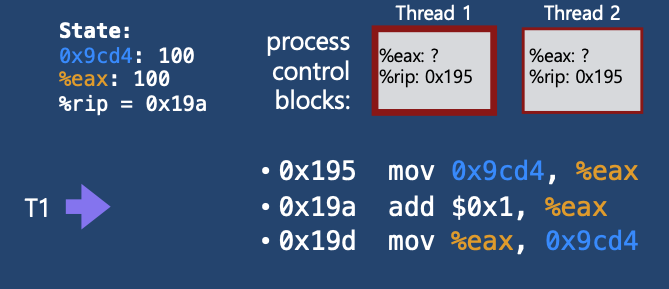 State:
0x9cd4: 100
%eax: 100
%rip = 0x19a
process
control
blocks:
Thread 1
%eax: ?
%rip: 0x195
Thread 2
%eax: ?
%rip: 0x195
T1
• 0x195 mov 0x9cd4, %eax
• 0x19a add $0x1, %eax
• 0x19d mov %eax, 0x9cd4